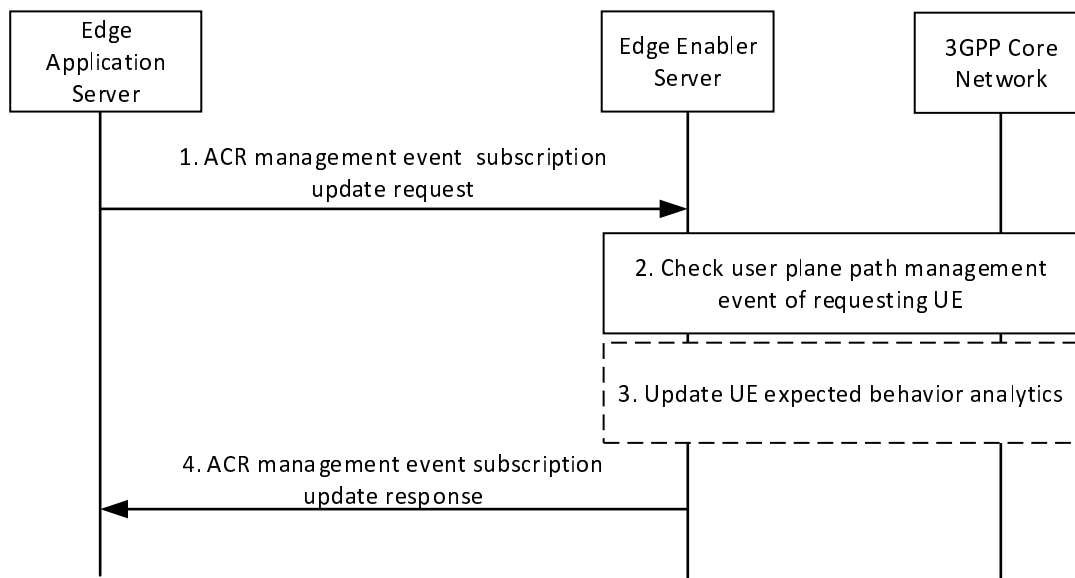 Edge
Application
Server
Edge Enabler
Server
3GPP Core
Network
1. ACR management event subscription
update request
2. Check user plane path management
event of requesting UE
3. Update UE expected behavior analytics
4. ACR management event subscription
update response